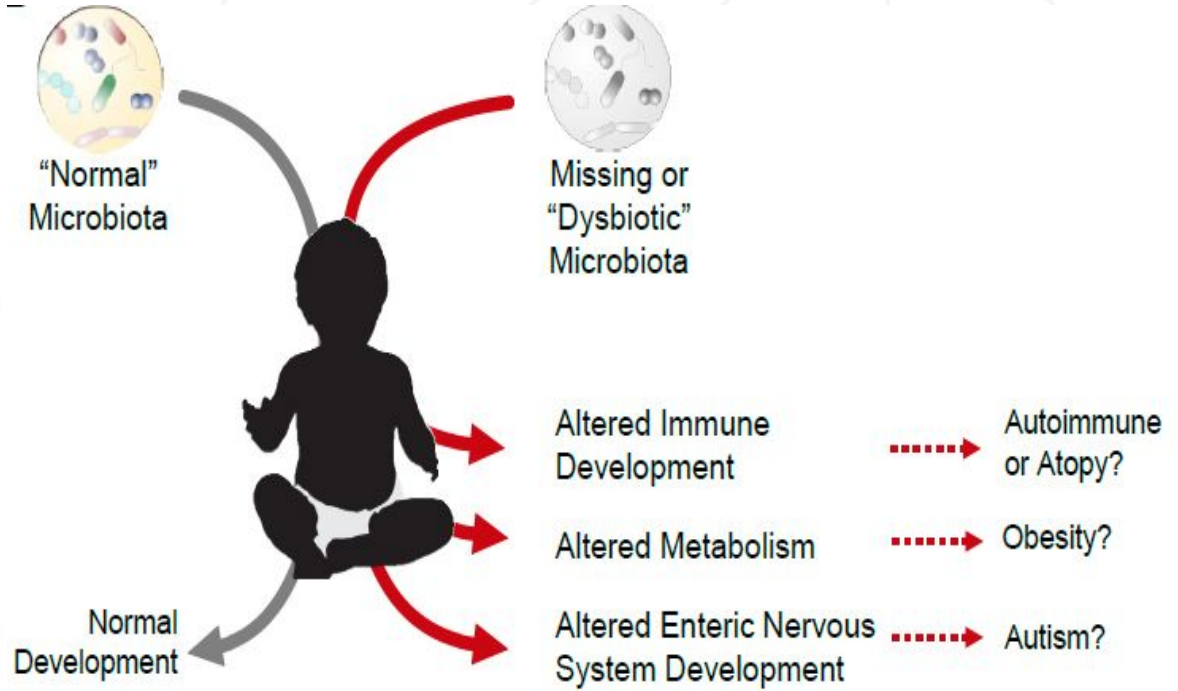 “Normal”
Microbiota
Missing or
“Dysbiotic”
Microbiota
Altered Immune
Development
Autoimmune
or Atopy?
Altered Metabolism
Obesity?
Altered Enteric Nervous
System Development
Autism?
Normal
Development